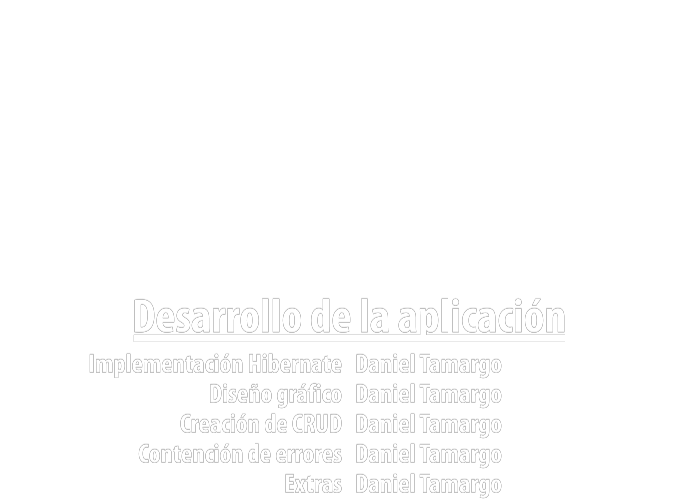 Desarrollo de la aplicación
Implementación Hibernate Daniel Tamargo
Diseño gráfico Daniel Tamargo
Creación de CRUD Daniel Tamargo
Contención de errores Daniel Tamargo
Extras Daniel Tamargo